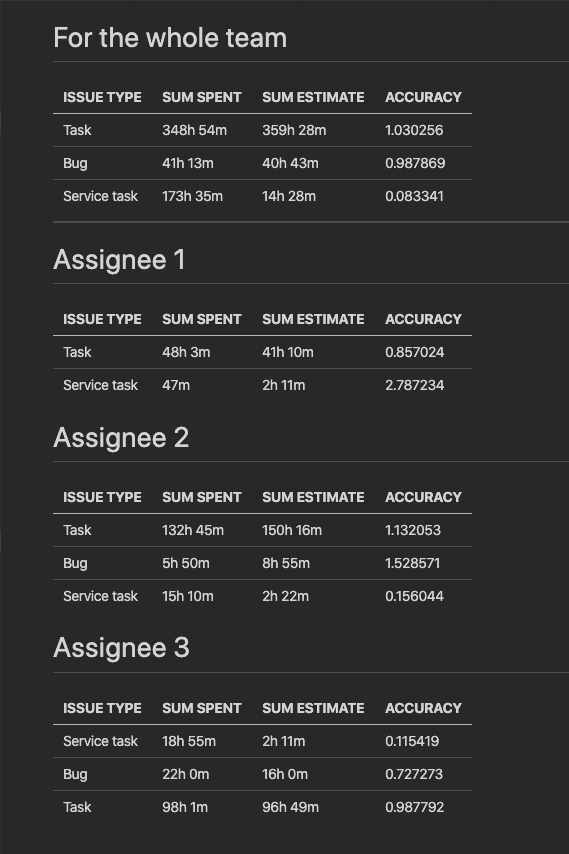 For the whole team
ISSUE TYPE SUM SPENT SUM ESTIMATE ACCURACY
Task 348h 54m 359h 28m 1.030256
Bug 41h 13m 40h 43m 0.987869
Service task 173h 35m 14h 28m 0.083341
Assignee 1
ISSUE TYPE SUM SPENT SUM ESTIMATE ACCURACY
Task 48h 3m 41h 10m 0.857024
Service task 47m 2h 11m 2.787234
Assignee 2
ISSUE TYPE SUM SPENT SUM ESTIMATE ACCURACY
Task 132h 45m 150h 16m 1.132053
Bug 5h 50m 8h 55m 1.528571
Service task 15h 10m 2h 22m 0.156044
Assignee 3
ISSUE TYPE SUM SPENT SUM ESTIMATE ACCURACY
Service task 18h 55m 2h 11m 0.115419
Bug 22h 0m 16h 0m 0.727273
Task 98h 1m 96h 49m 0.987792